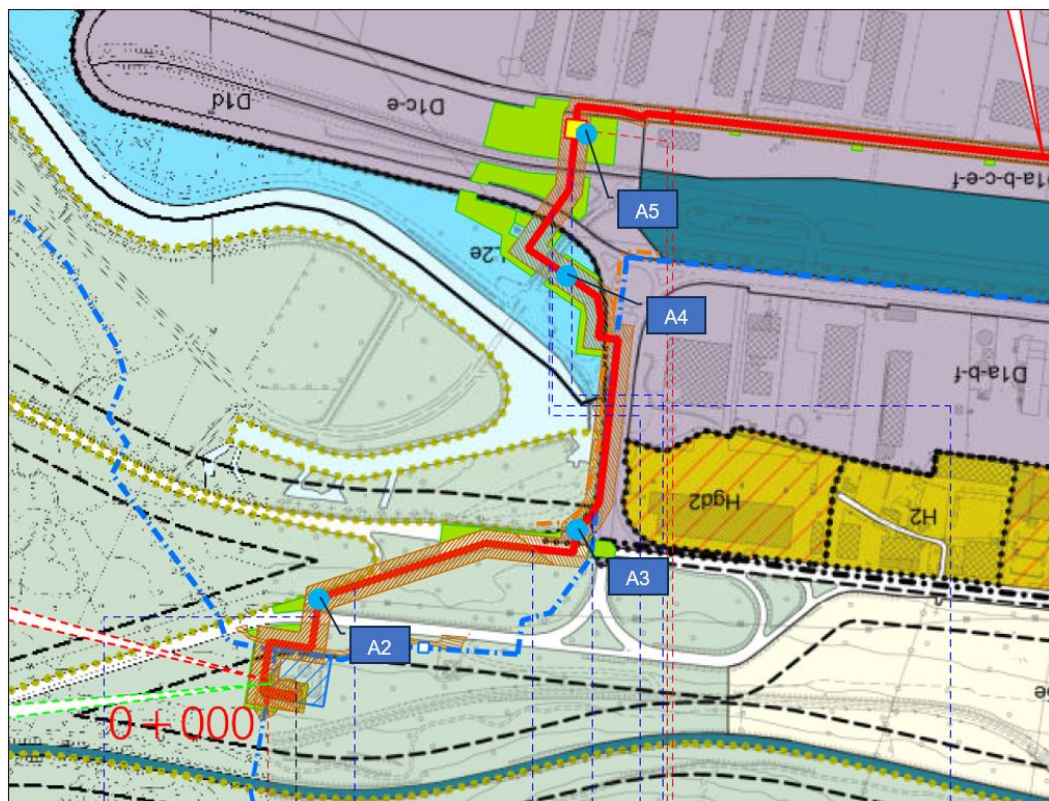 D1d
D1c-e
A5
D1a-b-c-e-f
L2e
A4
D1a-b-f
Hgd2
H2
A3
A2
0+000